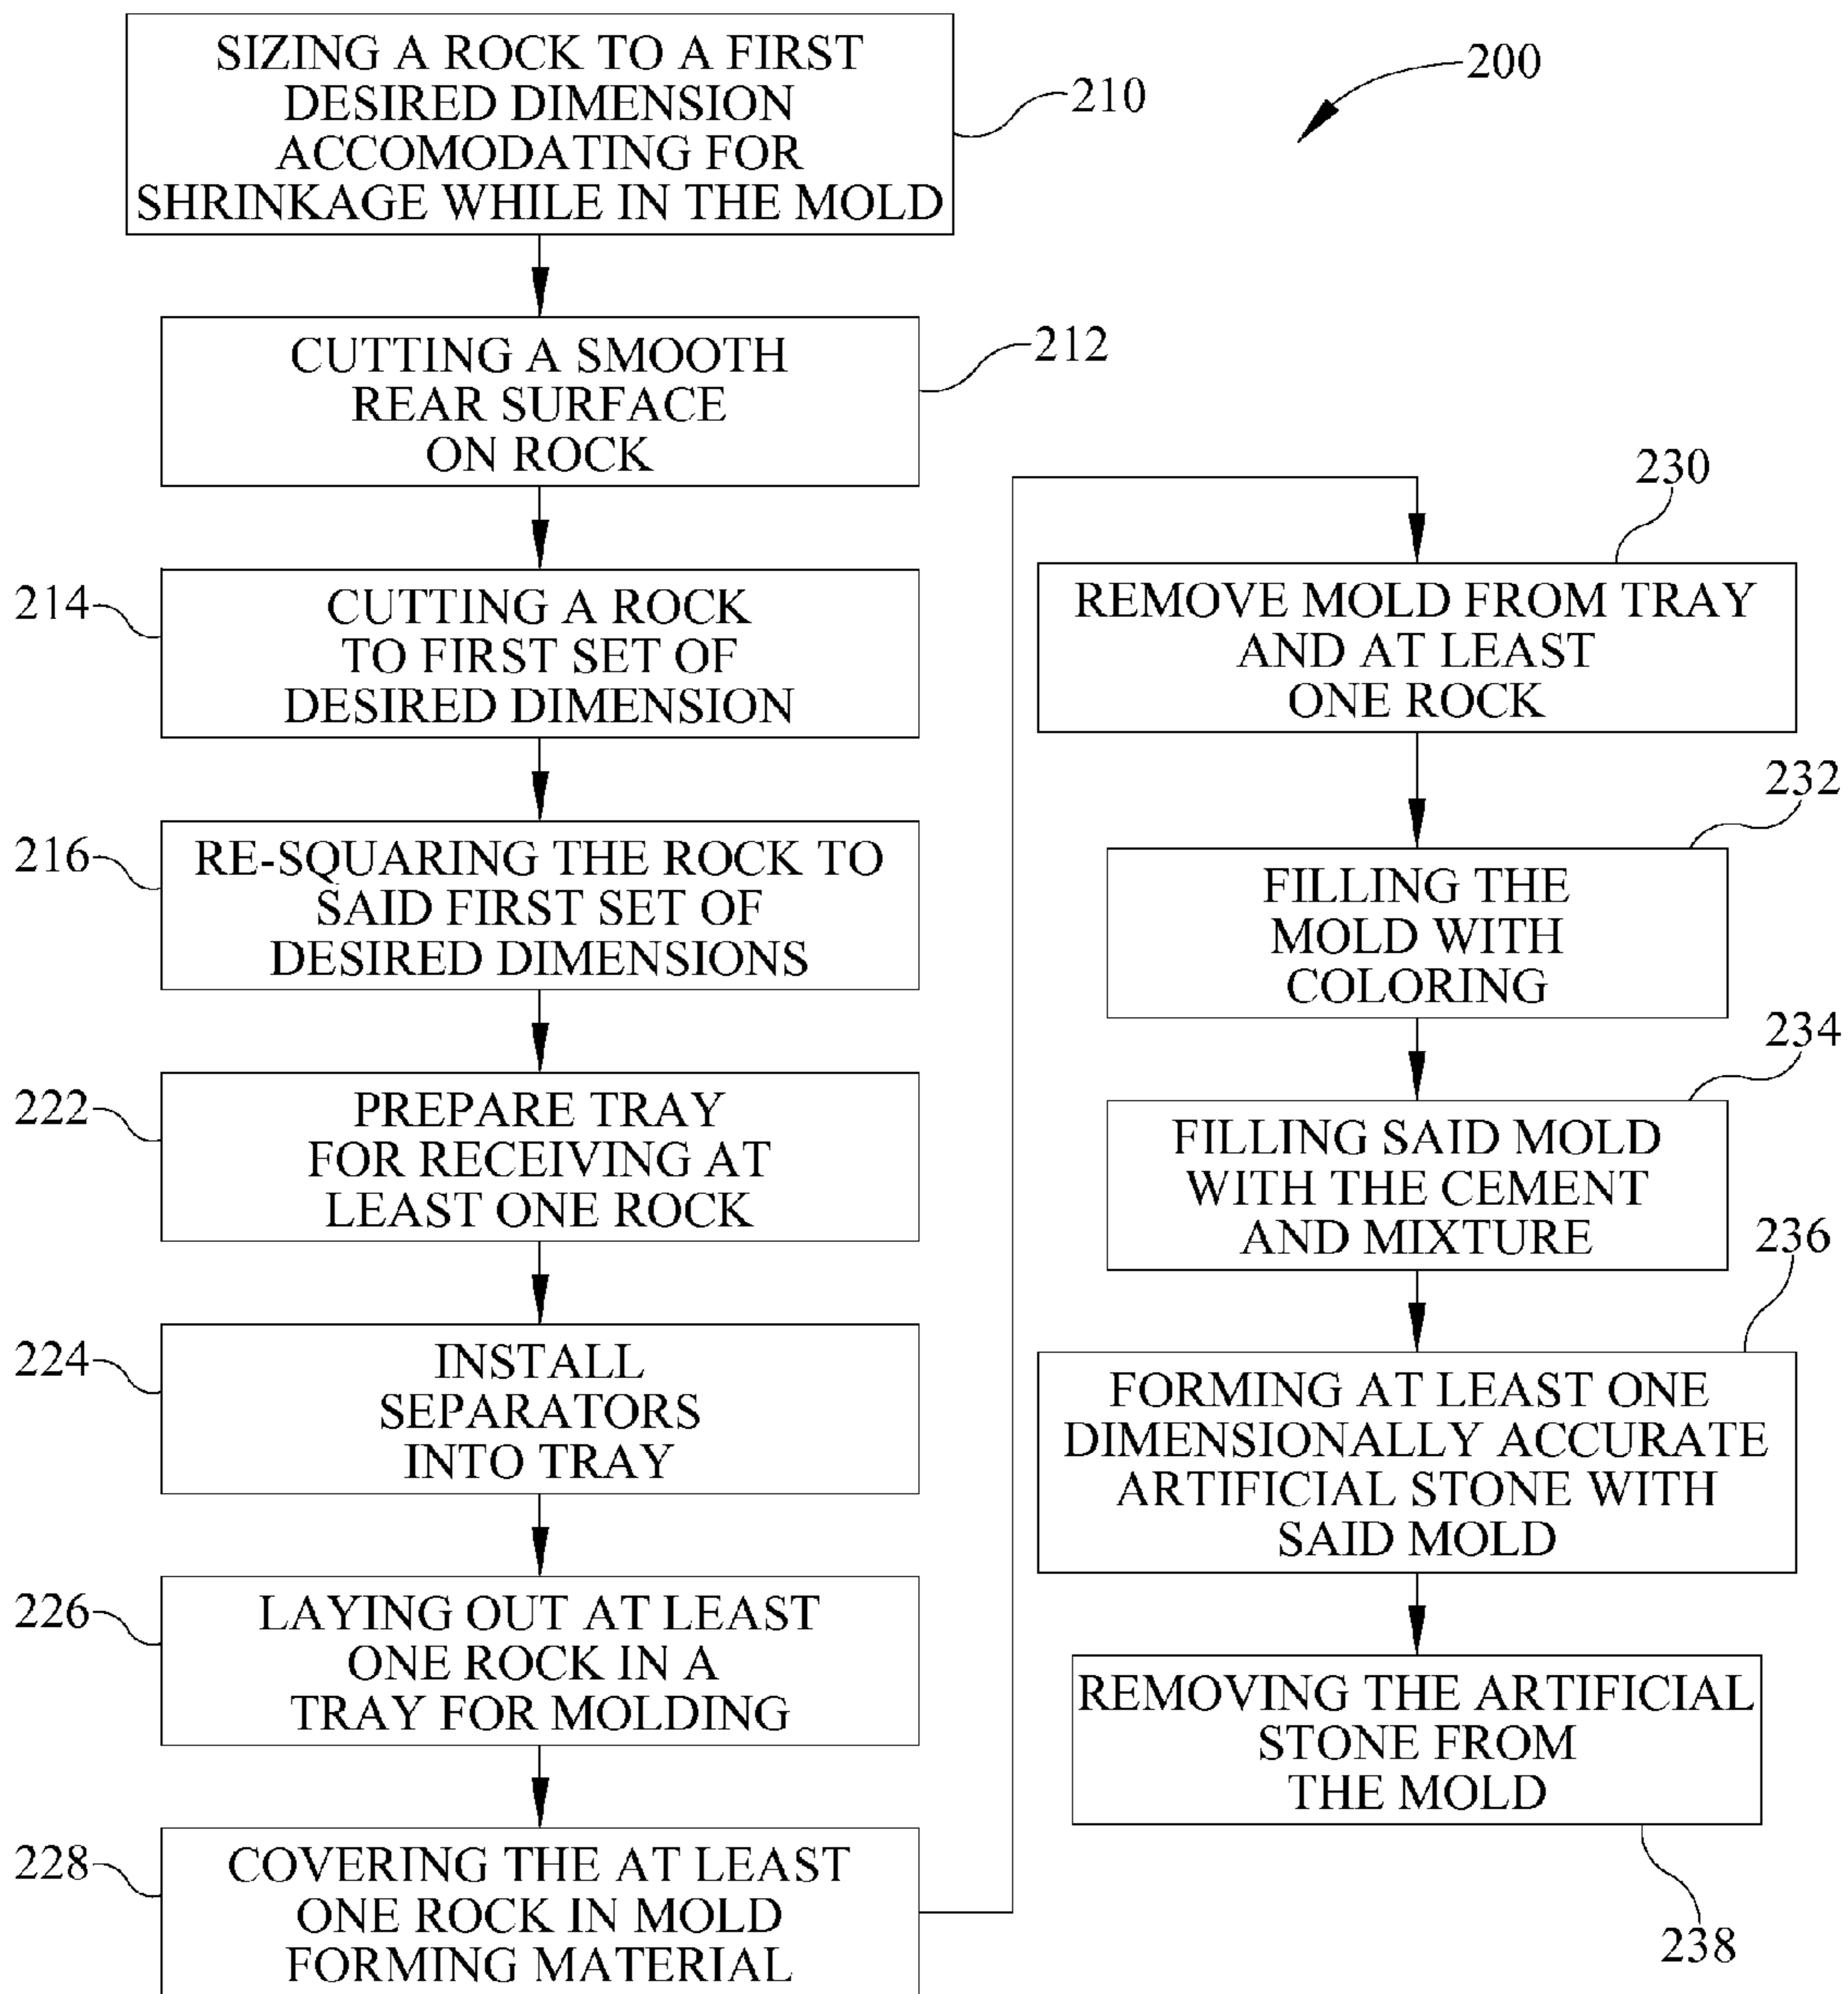 SIZING A ROCK TO A FIRST
DESIRED DIMENSION
ACCOMODATING FOR
SHRINKAGE WHILE IN THE MOLD
210
200
CUTTING A SMOOTH
REAR SURFACE
ON ROCK
212
214
CUTTING A ROCK
TO FIRST SET OF
DESIRED DIMENSION
216
RE-SQUARING THE ROCK TO
SAID FIRST SET OF
DESIRED DIMENSIONS
222
PREPARE TRAY
FOR RECEIVING AT
LEAST ONE ROCK
224
INSTALL
SEPARATORS
INTO TRAY
226
LAYING OUT AT LEAST
ONE ROCK IN A
TRAY FOR MOLDING
228
COVERING THE AT LEAST
ONE ROCK IN MOLD
FORMING MATERIAL
230
REMOVE MOLD FROM TRAY
AND AT LEAST
ONE ROCK
232
FILLING THE
MOLD WITH
COLORING
234
FILLING SAID MOLD
WITH THE CEMENT
AND MIXTURE
236
FORMING AT LEAST ONE
DIMENSIONALLY ACCURATE
ARTIFICIAL STONE WITH
SAID MOLD
REMOVING THE ARTIFICIAL
STONE FROM
THE MOLD
238